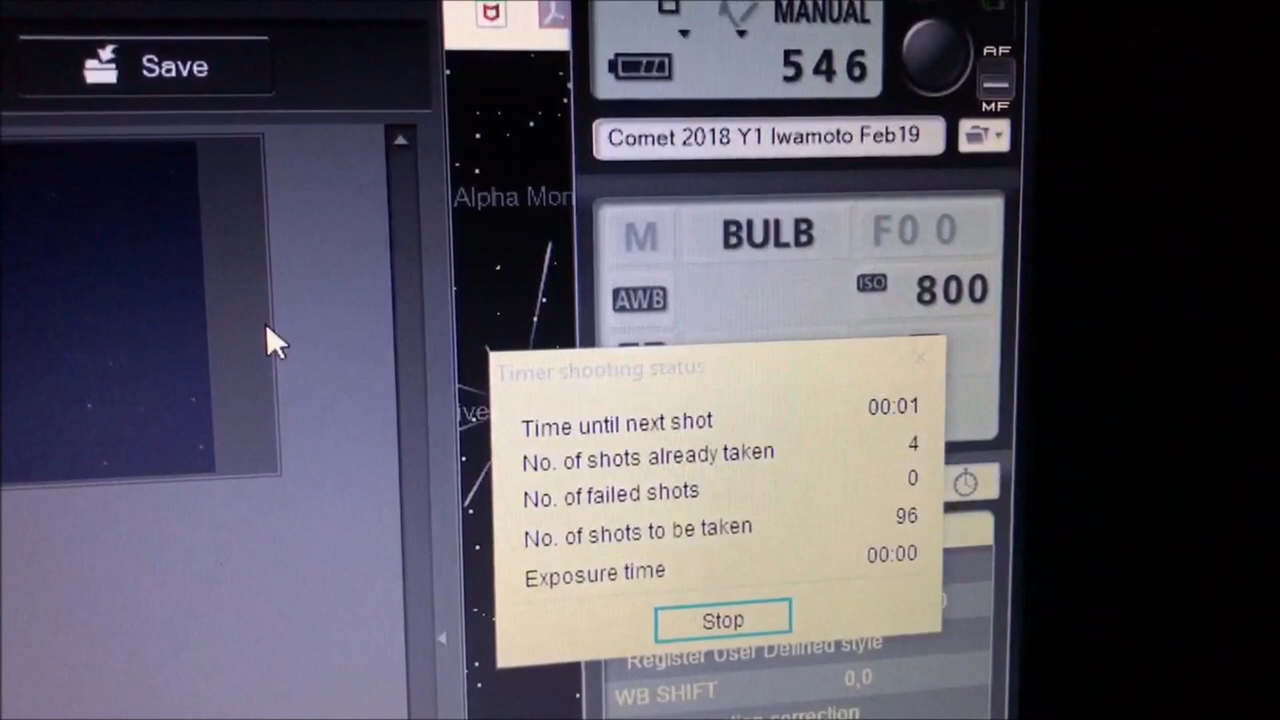 Save
MANUAL
546
AF
MF
Comet 2018 Y1 Iwamoto Feb19
Alpha Mon
M BULB F00 0
AWB ISO 800
Timer shooting status
Time until next shot 00:01
No. of shots already taken 4
No. of failed shots 0
No. of shots to be taken 96
Exposure time 00:00
Stop
Register User Defined style
WB SHIFT 0,0
correction